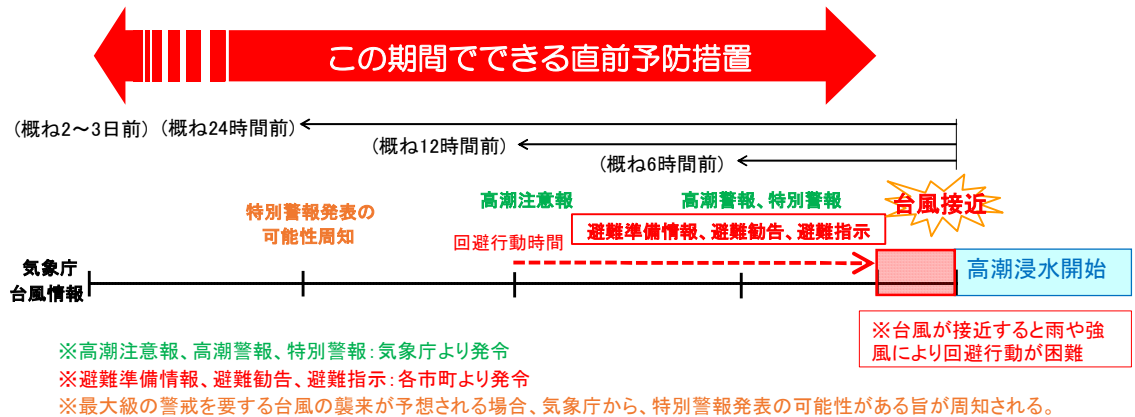 この期間でできる直前予防措置
(概ね2～3日前)
(概ね24時間前)
(概ね12時間前)
(概ね6時間前)
特別警報発表の
可能性周知
高潮注意報
高潮警報、特別警報
台風接近
避難準備情報、避難勧告、避難指示
回避行動時間
気象庁
台風情報
高潮浸水開始
※台風が接近すると雨や強
風により回避行動が困難
※高潮注意報、高潮警報、特別警報：気象庁より発令
※避難準備情報、避難勧告、避難指示：各市町より発令
※最大級の警戒を要する台風の襲来が予想される場合、気象庁から、特別警報発表の可能性がある旨が周知される。